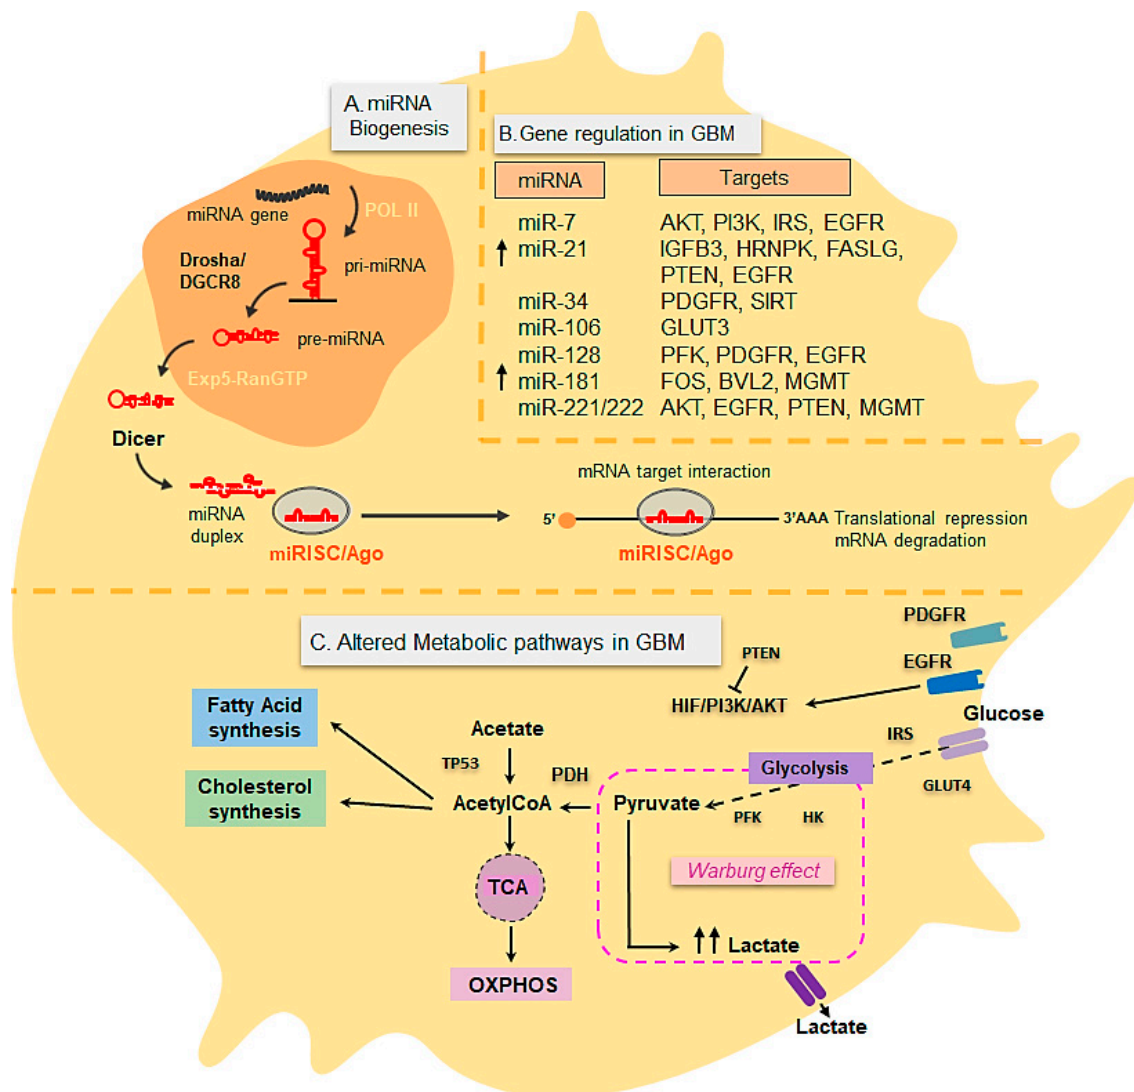 A. miRNA
Biogenesis
miRNA gene
POL II
Drosha/
DGCR8
pri-miRNA
pre-miRNA
Exp5-RanGTP
Dicer
miRNA
duplex
miRISC/Ago
B. Gene regulation in GBM
miRNA Targets
miR-7 AKT, PI3K, IRS, EGFR
miR-21 IGFB3, HRNPK, FASLG,
PTEN, EGFR
miR-34 PDGFR, SIRT
miR-106 GLUT3
miR-128 PFK, PDGFR, EGFR
miR-181 FOS, BVL2, MGMT
miR-221/222 AKT, EGFR, PTEN, MGMT
mRNA target interaction
5'
3'AAA
Translational repression
mRNA degradation
miRISC/Ago
C. Altered Metabolic pathways in GBM
PDGFR
EGFR
PTEN
HIF/PI3K/AKT
Glucose
IRS
GLUT4
Glycolysis
Fatty Acid
synthesis
Acetate
TP53
PDH
Cholesterol
synthesis
AcetylCoA
Pyruvate
PFK
HK
Warburg effect
TCA
Lactate
OXPHOS
Lactate